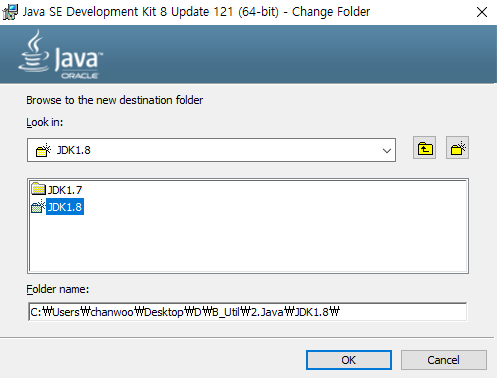 Java SE Development Kit 8 Update 121 (64-bit) - Change Folder
Java™
ORACLE
Browse to the new destination folder
Look in:
JDK1.8
JDK1.7
JDK1.8
Folder name:
C:₩Users₩chanwoo₩Desktop₩D₩B_Util₩2.Java₩JDK1.8₩
OK
Cancel